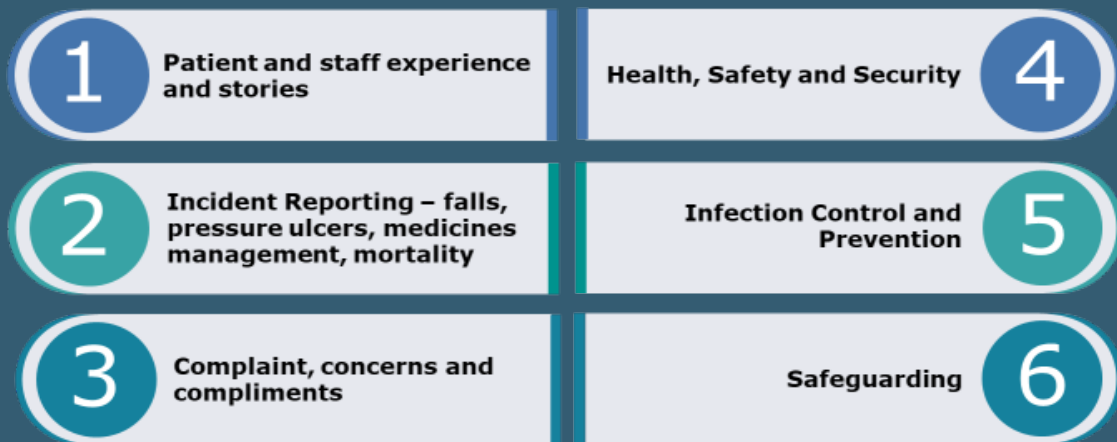 1
Patient and staff experience
and stories
2
Incident Reporting – falls,
pressure ulcers, medicines
management, mortality
3
Complaint, concerns and
compliments
Health, Safety and Security
4
Infection Control and
Prevention
5
Safeguarding
6